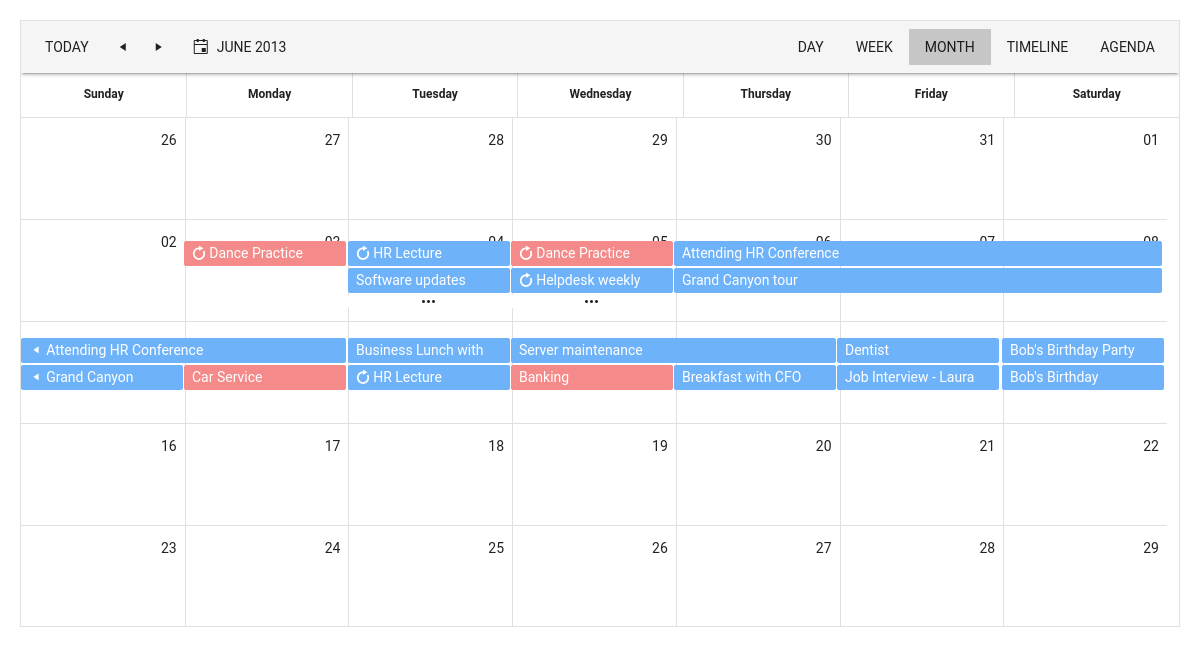 TODAY JUNE 2013 DAY WEEK MONTH TIMELINE AGENDA
Sunday Monday Tuesday Wednesday Thursday Friday Saturday
26 27 28 29 30 31 01
02 03 04 05 06 07 08
Dance Practice HR Lecture Dance Practice Attending HR Conference
Software updates Helpdesk weekly Grand Canyon tour
••• •••
Attending HR Conference Business Lunch with Server maintenance Dentist Bob's Birthday Party
Grand Canyon Car Service HR Lecture Banking Breakfast with CFO Job Interview - Laura Bob's Birthday
16 17 18 19 20 21 22
23 24 25 26 27 28 29